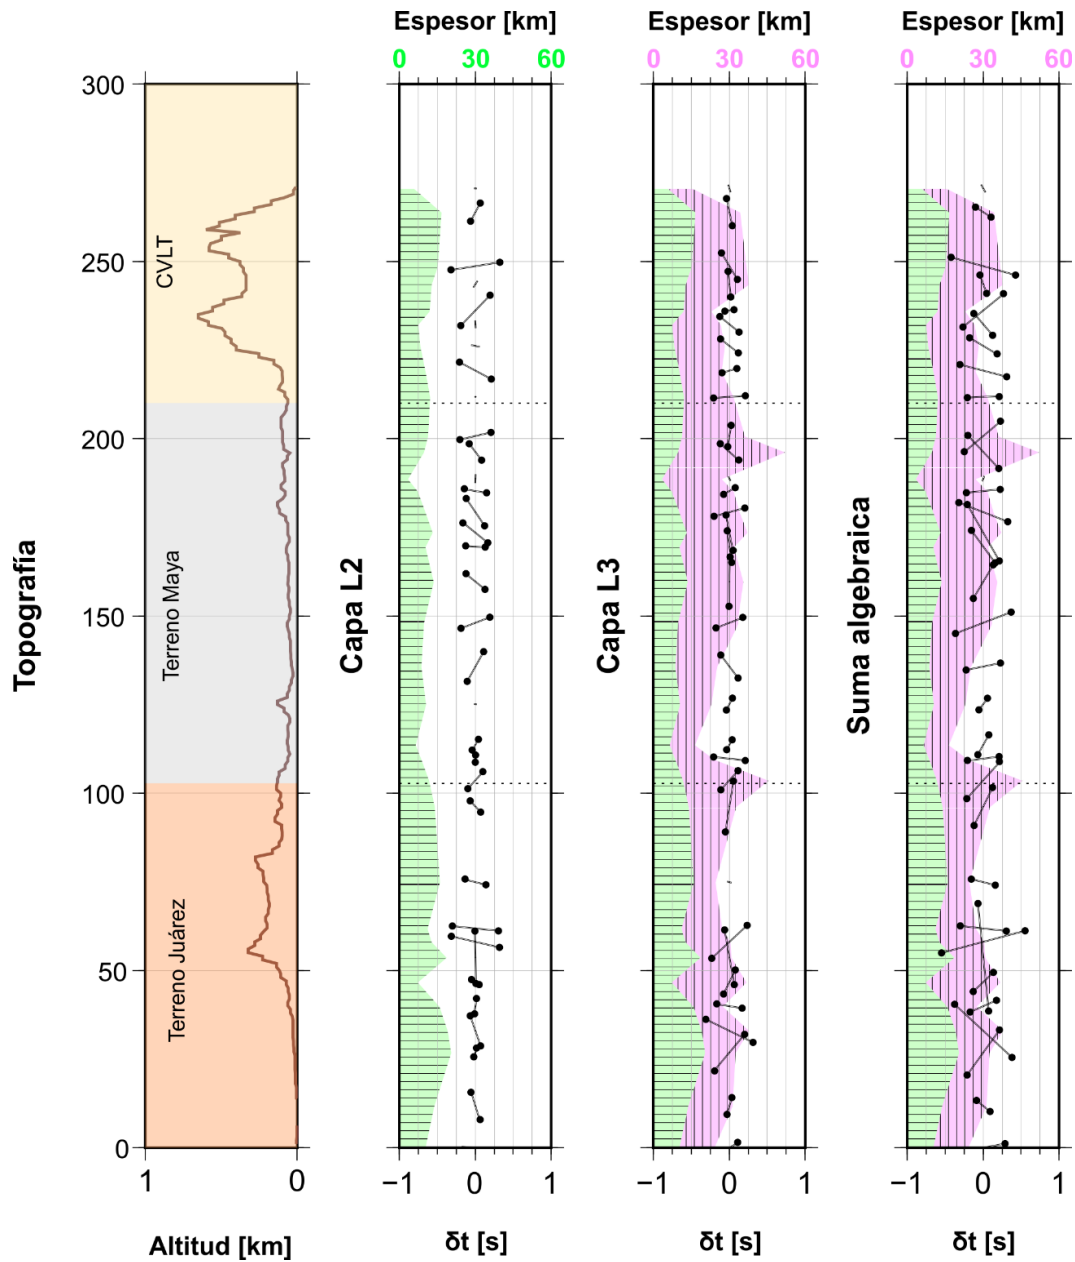 Espesor [km]
Espesor [km]
Espesor [km]
0 30 60
0 30 60
0 30 60
300
250
200
150
100
50
0
Topografía
CVLT
Terreno Maya
Terreno Juárez
Capa L2
Capa L3
Suma algebraica
1 0
−1 0 1
−1 0 1
−1 0 1
Altitud [km]
δt [s]
δt [s]
δt [s]